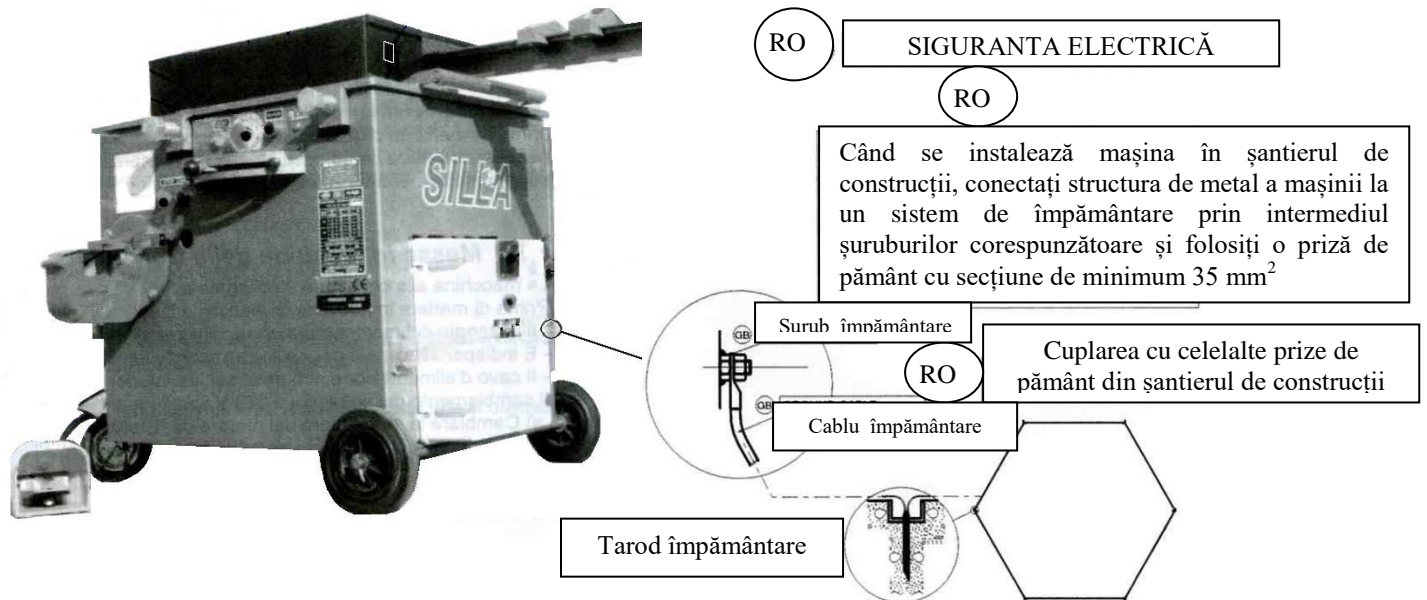 RO
SIGURANTA ELECTRICĂ
RO
Când se instalează mașina în șantierul de
construcții, conectați structura de metal a mașinii la
un sistem de împământare prin intermediul
șuruburilor corespunzătoare și folosiți o priză de
pământ cu secțiune de minimum 35 mm²
SILLA
GB
Surub împământare
RO
Cuplarea cu celelalte prize de
pământ din șantierul de construcții
GB
Cablu împământare
Tarod împământare